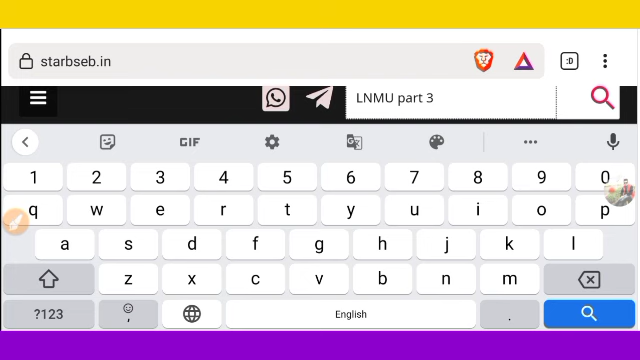 starbseb.in
:D
LNMU part 3
GIF
1 2 3 4 5 6 7 8 9 0
q w e r t y u i o p
a s d f g h j k l
z x c v b n m
?123 , English .